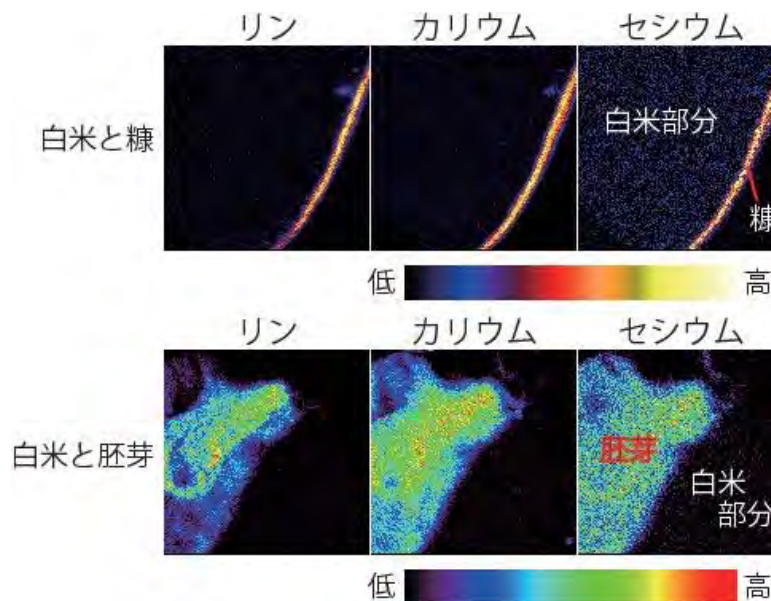 リン カリウム セシウム
白米と糠
白米部分
糠
低 高
リン カリウム セシウム
白米と胚芽
胚芽
白米
部分
低 高